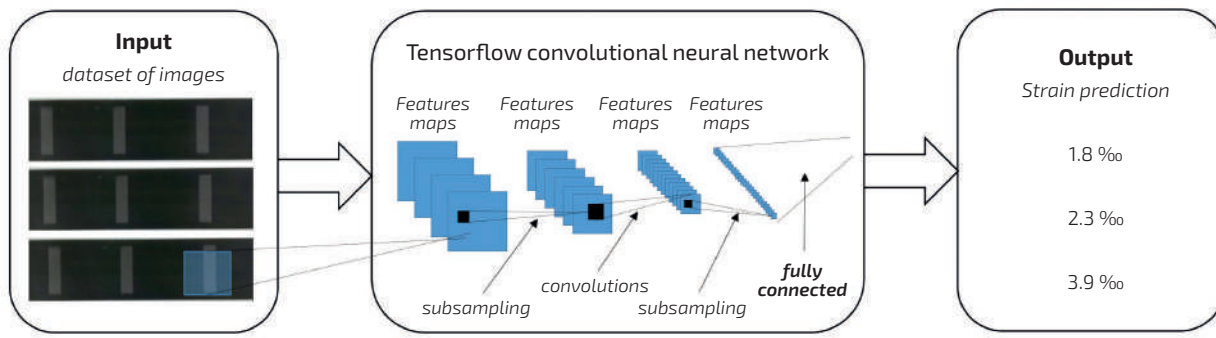 Input
dataset of images
Tensorflow convolutional neural network
Features
maps
Features
maps
Features
maps
Features
maps
subsampling
convolutions
subsampling
fully
connected
Output
Strain prediction
1.8 ‰
2.3 ‰
3.9 ‰